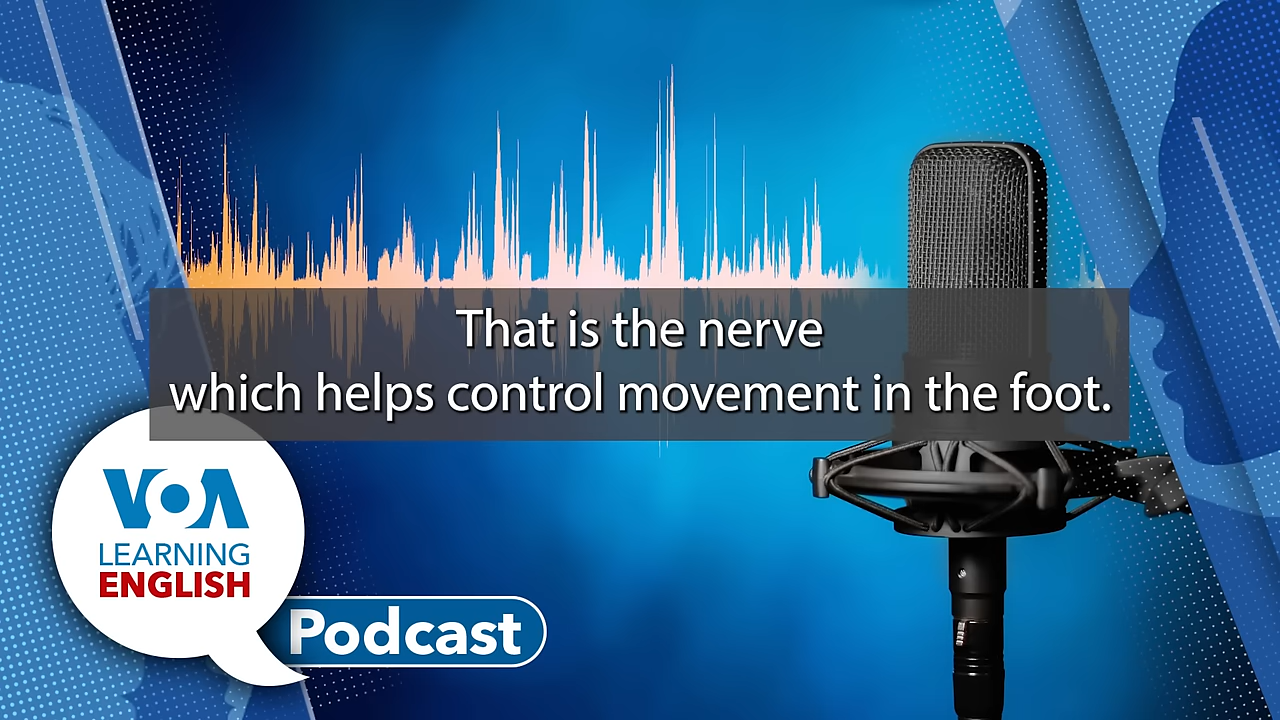 That is the nerve
which helps control movement in the foot.
VOA
LEARNING
ENGLISH
Podcast